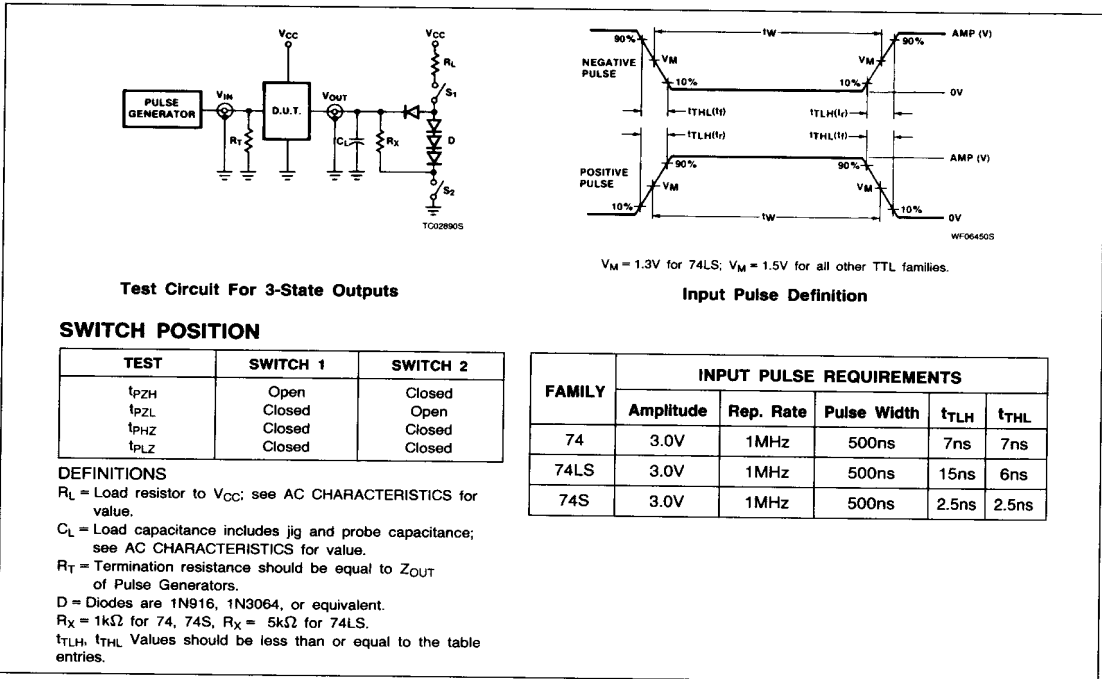 VCC
VCC
RL
S1
PULSE GENERATOR
VIN
D.U.T.
VOUT
RT
CL
RX
D
S2
TC02890S
Test Circuit For 3-State Outputs
90%
tW
90%
AMP (V)
NEGATIVE PULSE
VM
VM
10%
10%
0V
tTHL(tf)
tTLH(tr)
tTLH(tr)
tTHL(tf)
90%
90%
AMP (V)
POSITIVE PULSE
VM
VM
10%
tW
10%
0V
WF06450S
VM = 1.3V for 74LS; VM = 1.5V for all other TTL families.
Input Pulse Definition
SWITCH POSITION
TEST SWITCH 1 SWITCH 2
tPZH Open Closed
tPZL Closed Open
tPHZ Closed Closed
tPLZ Closed Closed
DEFINITIONS
RL = Load resistor to VCC; see AC CHARACTERISTICS for
value.
CL = Load capacitance includes jig and probe capacitance;
see AC CHARACTERISTICS for value.
RT = Termination resistance should be equal to ZOUT
of Pulse Generators.
D = Diodes are 1N916, 1N3064, or equivalent.
RX = 1kΩ for 74, 74S, RX = 5kΩ for 74LS.
tTLH, tTHL Values should be less than or equal to the table
entries.
FAMILY INPUT PULSE REQUIREMENTS
Amplitude Rep. Rate Pulse Width tTLH tTHL
74 3.0V 1MHz 500ns 7ns 7ns
74LS 3.0V 1MHz 500ns 15ns 6ns
74S 3.0V 1MHz 500ns 2.5ns 2.5ns